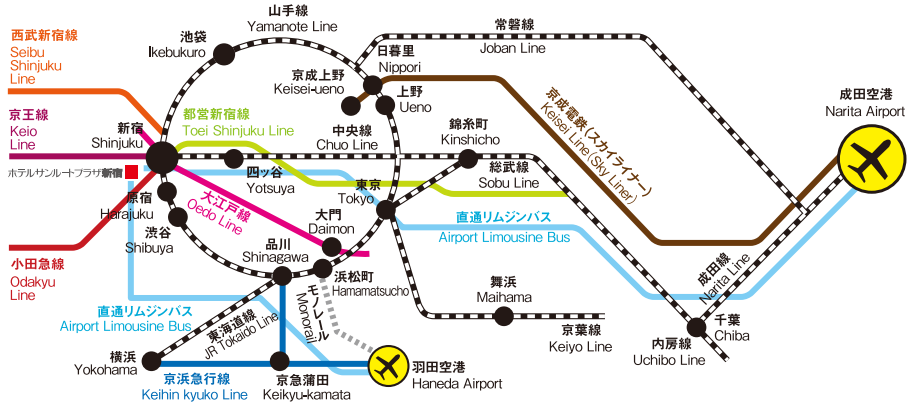 山手線
Yamanote Line
常磐線
Joban Line
池袋
Ikebukuro
西武新宿線
Seibu
Shinjuku
Line
日暮里
Nippori
京成上野
Keisei-ueno
上野
Ueno
京成電鉄(スカイライナー)
Keisei Line (Sky Liner)
成田空港
Narita Airport
京王線
Keio
Line
新宿
Shinjuku
都営新宿線
Toei Shinjuku Line
中央線
Chuo Line
錦糸町
Kinshicho
ホテルサンルートプラザ新宿
四ッ谷
Yotsuya
総武線
Sobu Line
東京
Tokyo
原宿
Harajuku
大江戸線
Oedo Line
大門
Daimon
直通リムジンバス
Airport Limousine Bus
渋谷
Shibuya
品川
Shinagawa
小田急線
Odakyu
Line
浜松町
Hamamatsucho
モノレール
Monorail
舞浜
Maihama
成田線
Narita Line
直通リムジンバス
Airport Limousine Bus
東海道線
JR Tokaido Line
京葉線
Keiyo Line
千葉
Chiba
内房線
Uchibo Line
横浜
Yokohama
京浜急行線
Keihin kyuko Line
京急蒲田
Keikyu-kamata
羽田空港
Haneda Airport